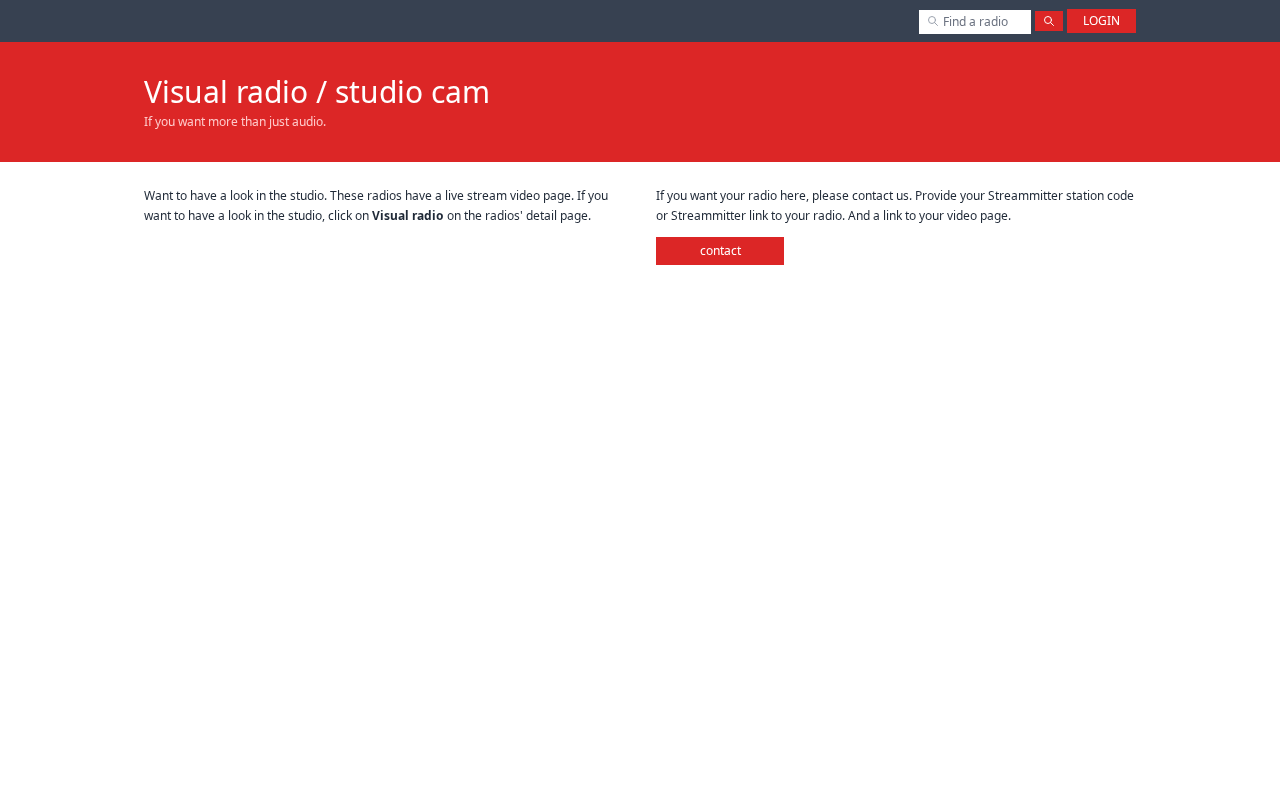 Find a radio
LOGIN
Visual radio / studio cam
If you want more than just audio.
Want to have a look in the studio. These radios have a live stream video page. If you
want to have a look in the studio, click on Visual radio on the radios' detail page.
If you want your radio here, please contact us. Provide your Streammitter station code
or Streammitter link to your radio. And a link to your video page.
contact